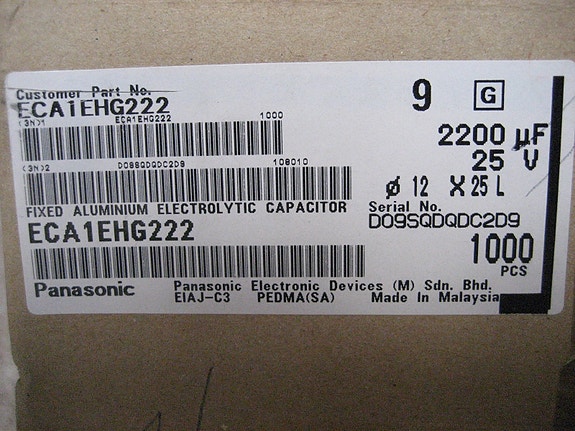 Customer Part No.
ECA1EHG222
(3N)1 ECA1EHG222 1000
9 G
2200 µF
25 V
(3N)2 D09SQDQDC2D9 108010
ø 12 X 25 L
FIXED ALUMINIUM ELECTROLYTIC CAPACITOR
Serial No.
D09SQDQDC2D9
ECA1EHG222
1000
PCS
Panasonic
Panasonic Electronic Devices (M) Sdn. Bhd.
EIAJ-C3 PEDMA(SA) Made In Malaysia